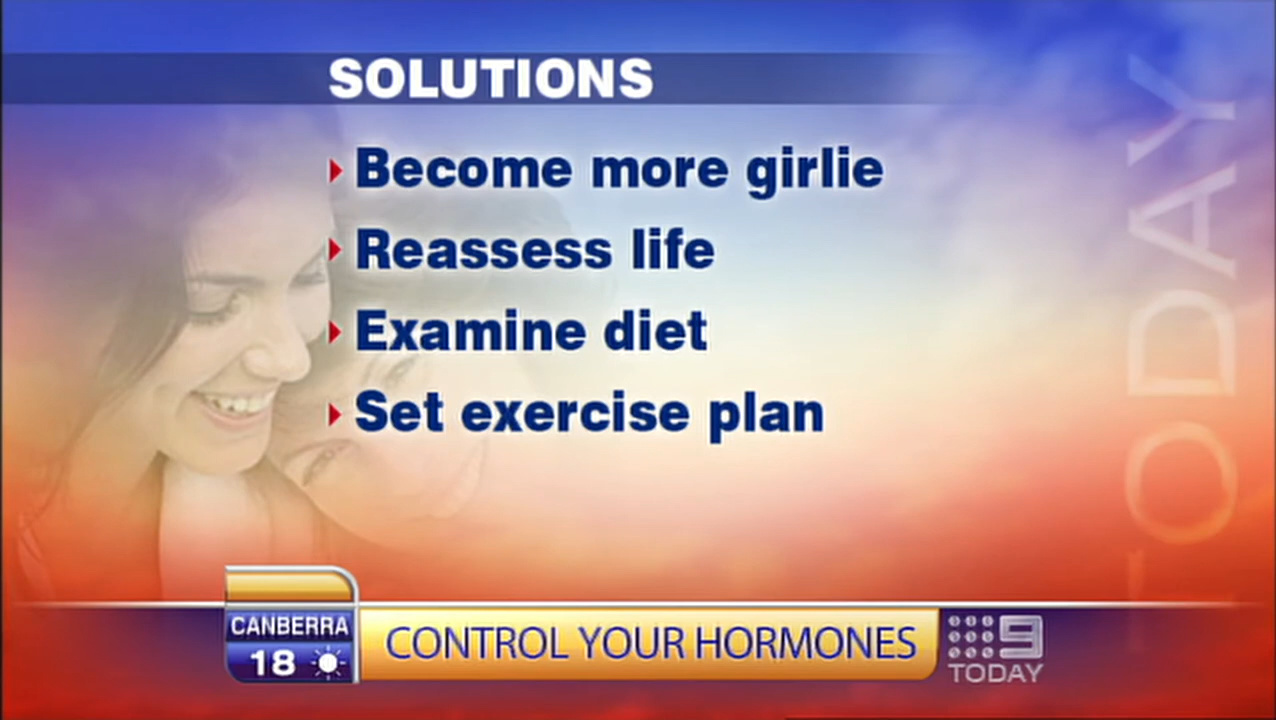 SOLUTIONS
Become more girlie
Reassess life
Examine diet
Set exercise plan
TODAY
CANBERRA
18
CONTROL YOUR HORMONES
9
TODAY